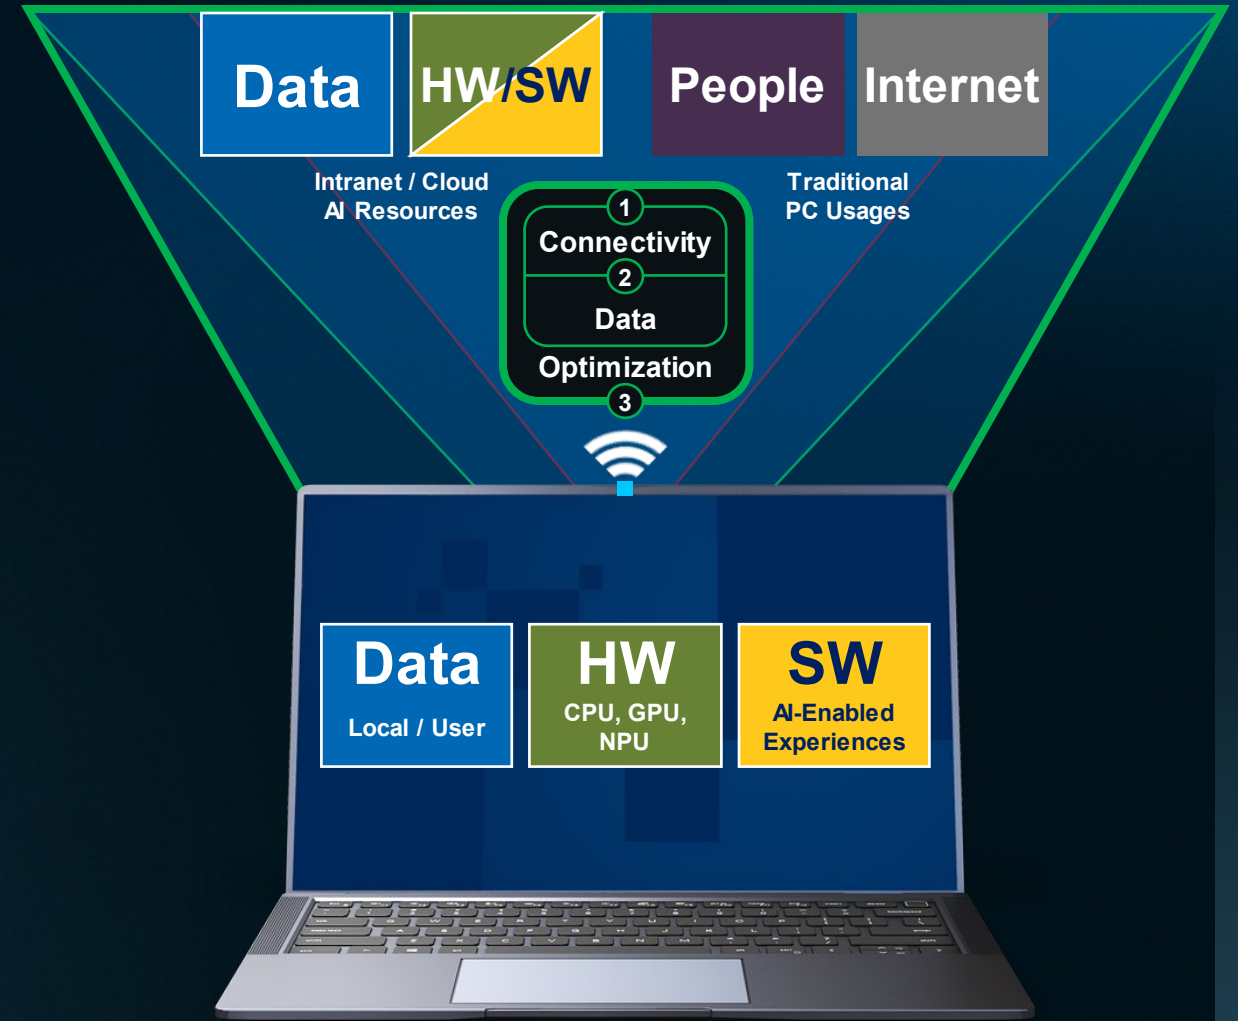 Data
HW/SW
People
Internet
Intranet / Cloud
AI Resources
Traditional
PC Usages
1
Connectivity
2
Data
Optimization
3
Data
Local / User
HW
CPU, GPU,
NPU
SW
AI-Enabled
Experiences